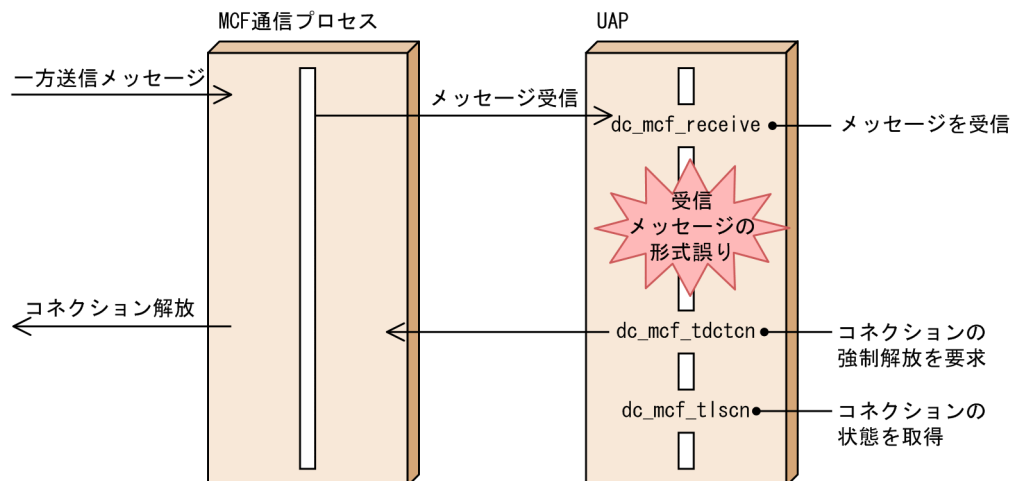 MCF通信プロセス
UAP
一方送信メッセージ
メッセージ受信
dc_mcf_receive
メッセージを受信
受信
メッセージの
形式誤り
コネクション解放
dc_mcf_tdctcn
コネクションの
強制解放を要求
dc_mcf_tlscn
コネクションの
状態を取得